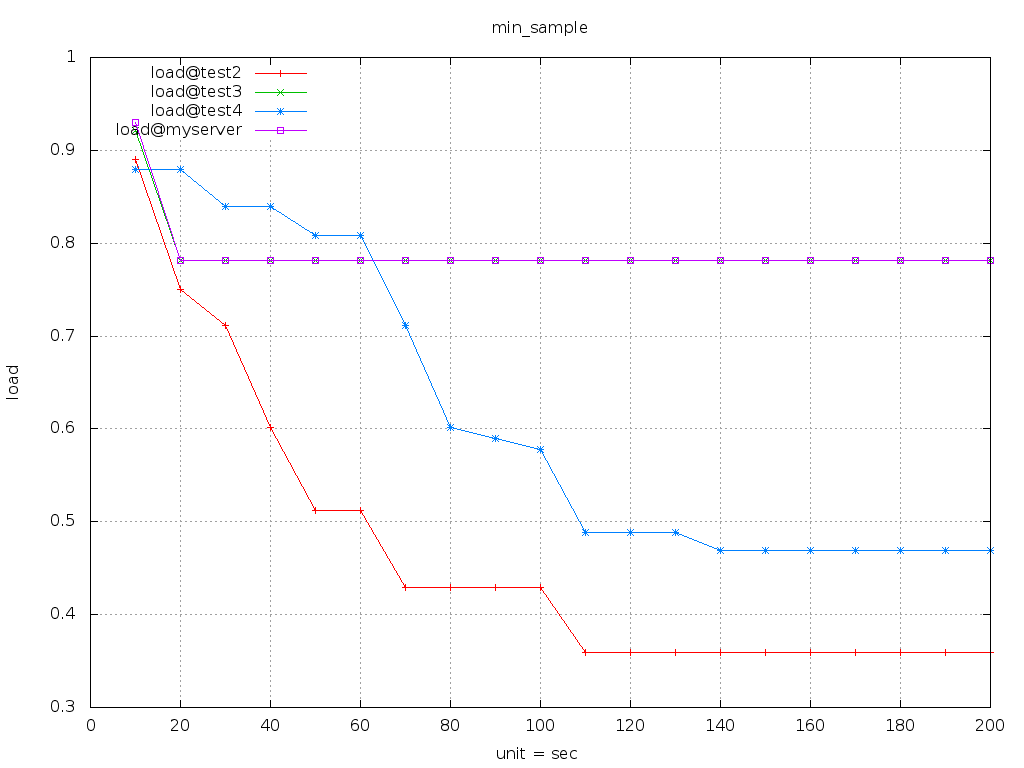 min_sample
load@test2
load@test3
load@test4
load@myserver
1
0.9
0.8
0.7
0.6
0.5
0.4
0.3
load
0 20 40 60 80 100 120 140 160 180 200
unit = sec